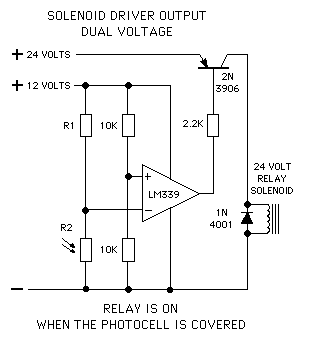 SOLENOID DRIVER OUTPUT
DUAL VOLTAGE
+ 24 VOLTS
2N
3906
+ 12 VOLTS
R1
10K
2.2K
24 VOLT
RELAY
SOLENOID
+
LM339
−
1N
4001
R2
10K
−
RELAY IS ON
WHEN THE PHOTOCELL IS COVERED